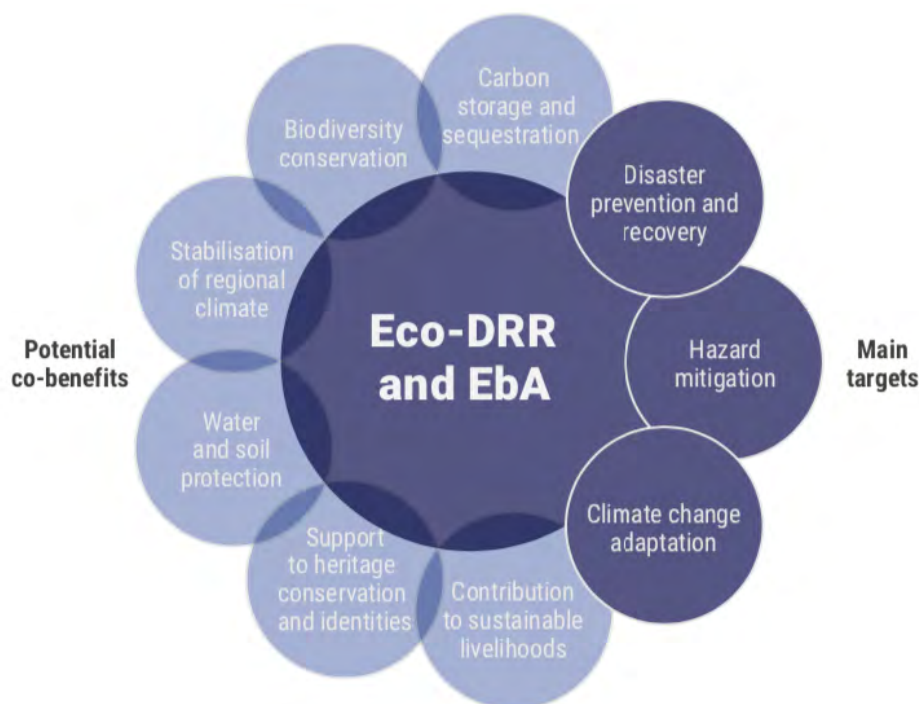 Carbon
storage and
sequestration
Biodiversity
conservation
Disaster
prevention and
recovery
Stabilisation
of regional
climate
Eco-DRR
and EbA
Potential
co-benefits
Hazard
mitigation
Main
targets
Water
and soil
protection
Climate change
adaptation
Support
to heritage
conservation
and identities
Contribution
to sustainable
livelihoods